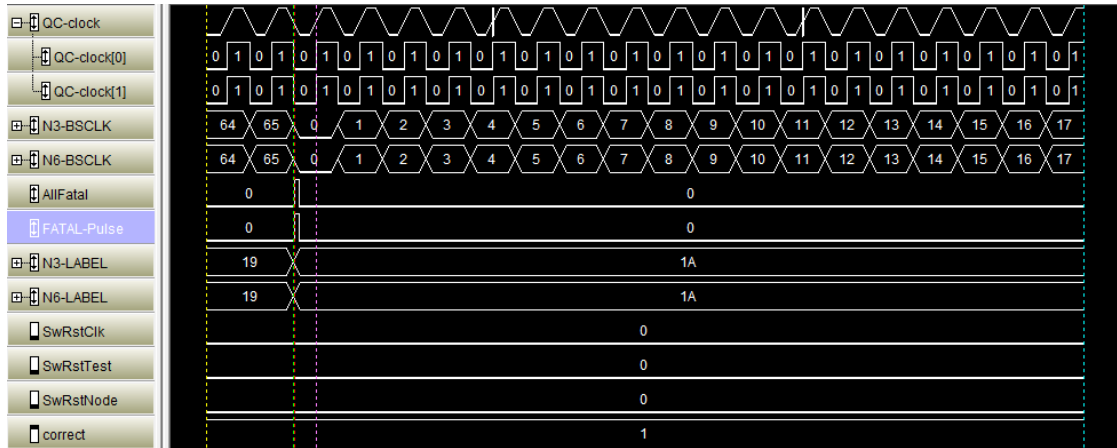 QC-clock
QC-clock[0] 0 1 0 1 0 1 0 1 0 1 0 1 0 1 0 1 0 1 0 1 0 1 0 1 0 1 0 1 0 1 0 1 0 1 0 1 0 1 0 1
QC-clock[1] 0 1 0 1 0 1 0 1 0 1 0 1 0 1 0 1 0 1 0 1 0 1 0 1 0 1 0 1 0 1 0 1 0 1 0 1 0 1 0 1
N3-BSCLK 64 65 0 1 2 3 4 5 6 7 8 9 10 11 12 13 14 15 16 17
N6-BSCLK 64 65 0 1 2 3 4 5 6 7 8 9 10 11 12 13 14 15 16 17
AllFatal 0 0
FATAL-Pulse 0 0
N3-LABEL 19 1A
N6-LABEL 19 1A
SwRstClk 0
SwRstTest 0
SwRstNode 0
correct 1